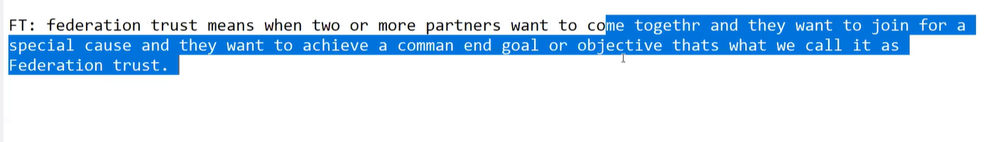 FT: federation trust means when two or more partners want to come togethr and they want to join for a
special cause and they want to achieve a comman end goal or objective thats what we call it as
Federation trust.